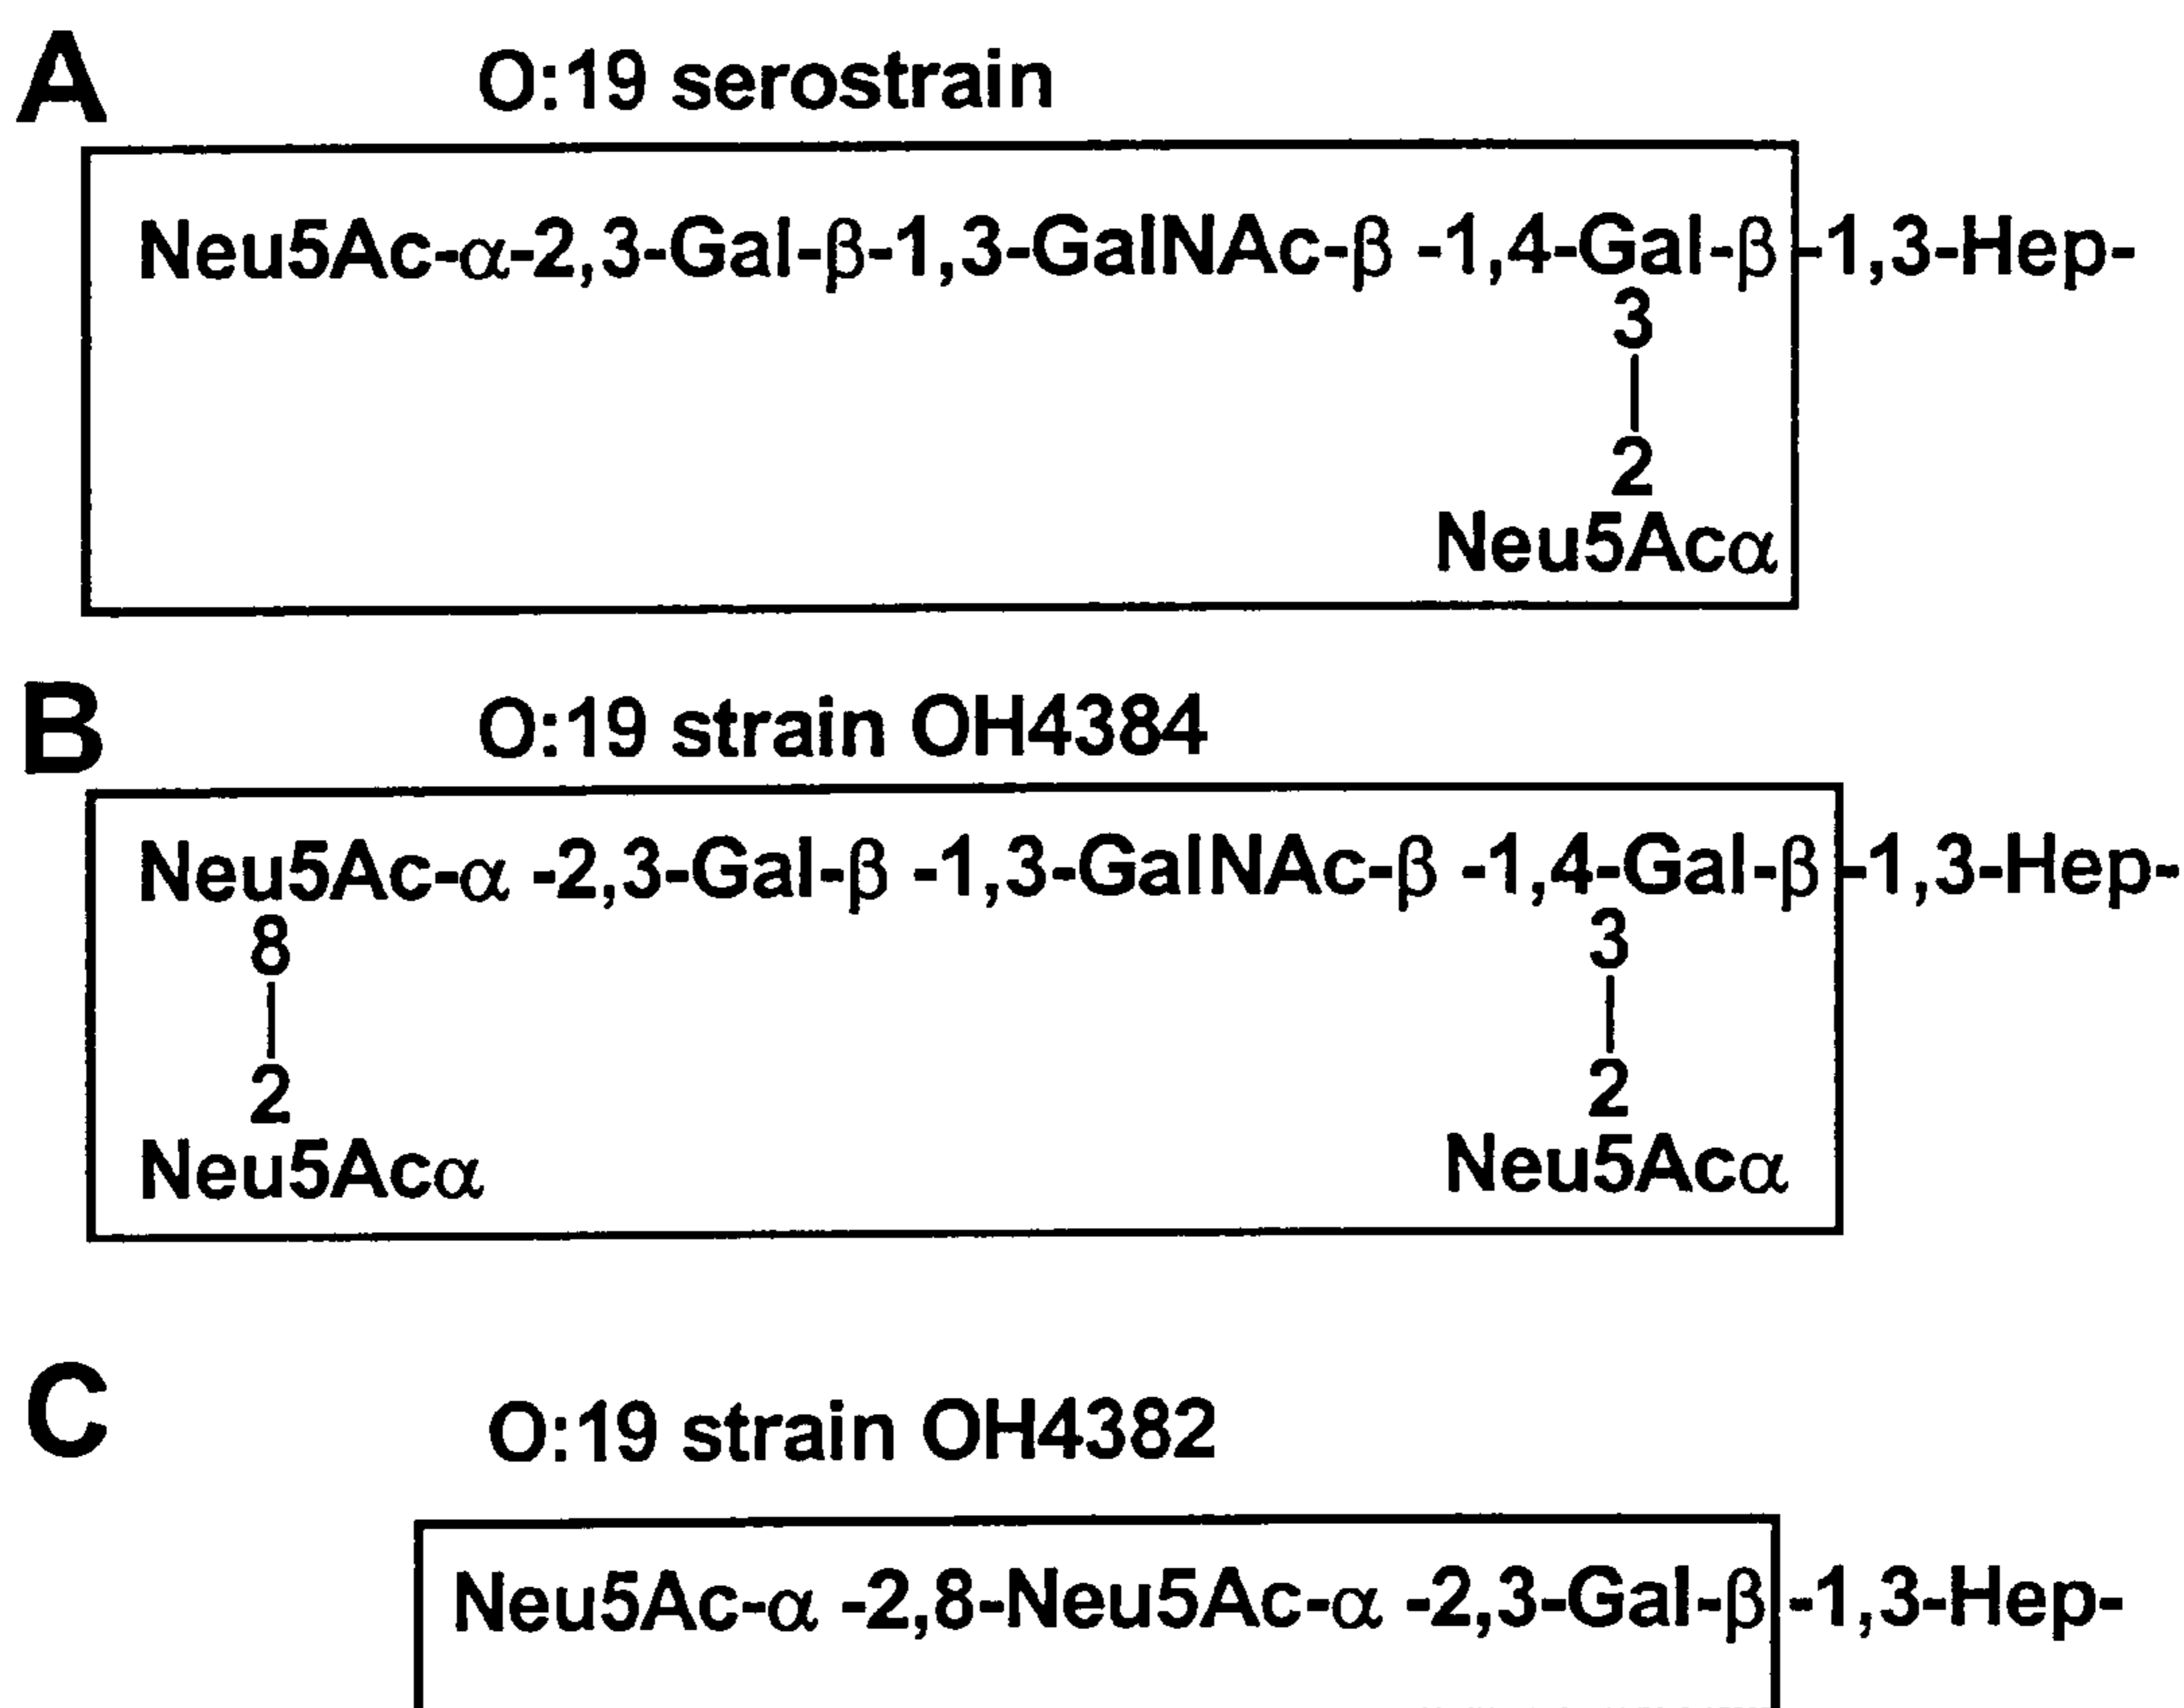 A
O:19 serostrain
Neu5Ac-α-2,3-Gal-β-1,3-GalNAc-β -1,4-Gal-β-1,3-Hep-
3
2
Neu5Acα
B
O:19 strain OH4384
Neu5Ac-α -2,3-Gal-β -1,3-GalNAc-β -1,4-Gal-β-1,3-Hep-
8 3
2 2
Neu5Acα Neu5Acα
C
O:19 strain OH4382
Neu5Ac-α -2,8-Neu5Ac-α -2,3-Gal-β-1,3-Hep-